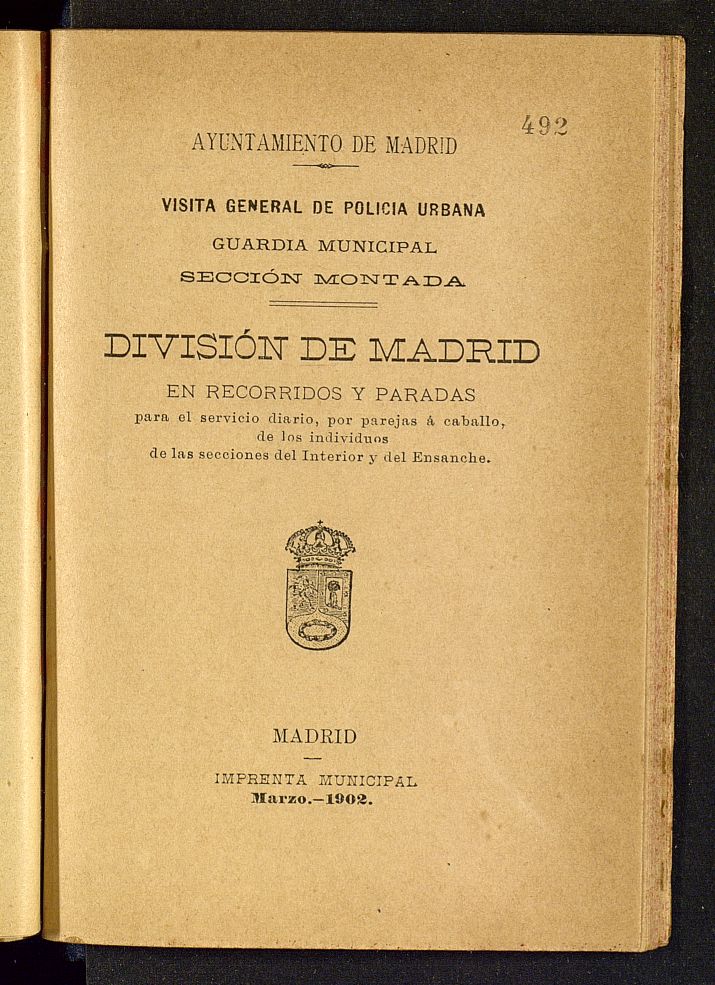 492
AYUNTAMIENTO DE MADRID
VISITA GENERAL DE POLICIA URBANA
GUARDIA MUNICIPAL
SECCIÓN MONTADA
DIVISIÓN DE MADRID
EN RECORRIDOS Y PARADAS
para el servicio diario, por parejas á caballo,
de los individuos
de las secciones del Interior y del Ensanche.
MADRID
IMPRENTA MUNICIPAL
Marzo.—1902.